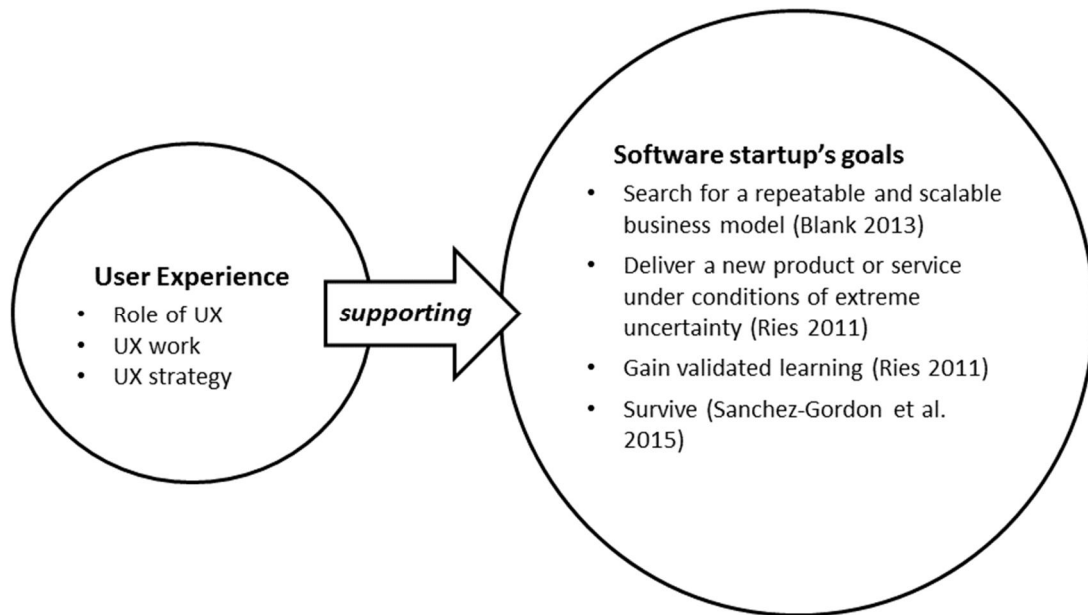 User Experience
• Role of UX
• UX work
• UX strategy
supporting
Software startup's goals
• Search for a repeatable and scalable
business model (Blank 2013)
• Deliver a new product or service
under conditions of extreme
uncertainty (Ries 2011)
• Gain validated learning (Ries 2011)
• Survive (Sanchez-Gordon et al.
2015)